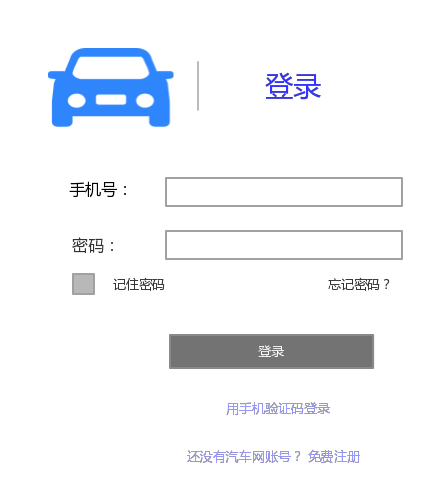 登录
手机号：
密码：
记住密码 忘记密码？
登录
用手机验证码登录
还没有汽车网账号？ 免费注册